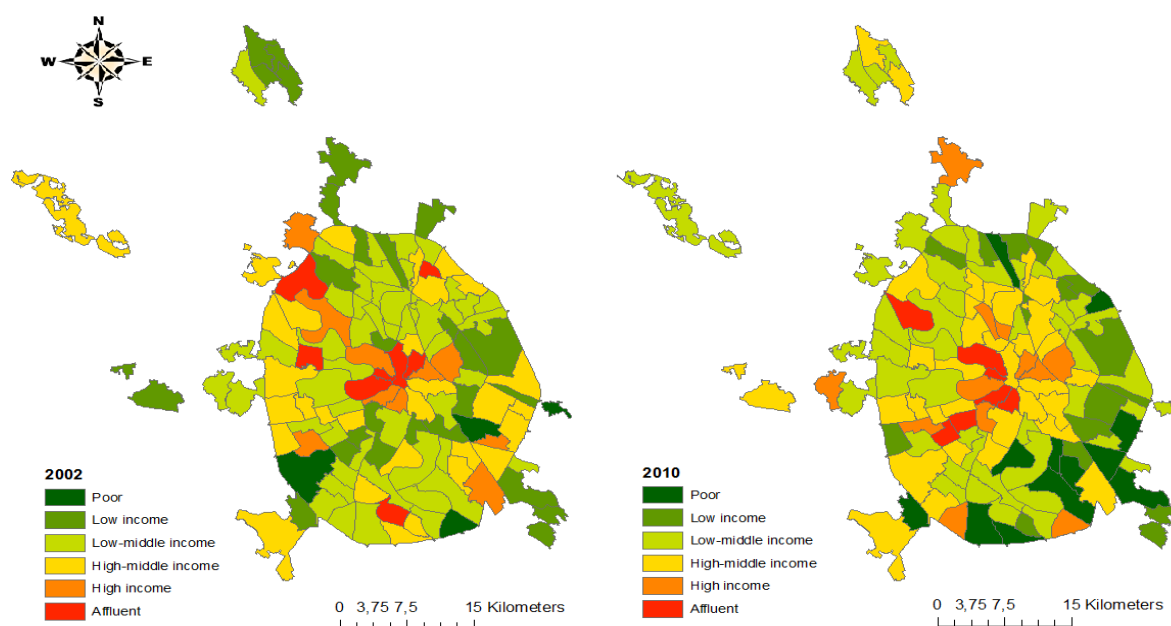 N
W E
S
2002
Poor
Low income
Low-middle income
High-middle income
High income
Affluent
0 3,75 7,5 15 Kilometers
2010
Poor
Low income
Low-middle income
High-middle income
High income
Affluent
0 3,75 7,5 15 Kilometers